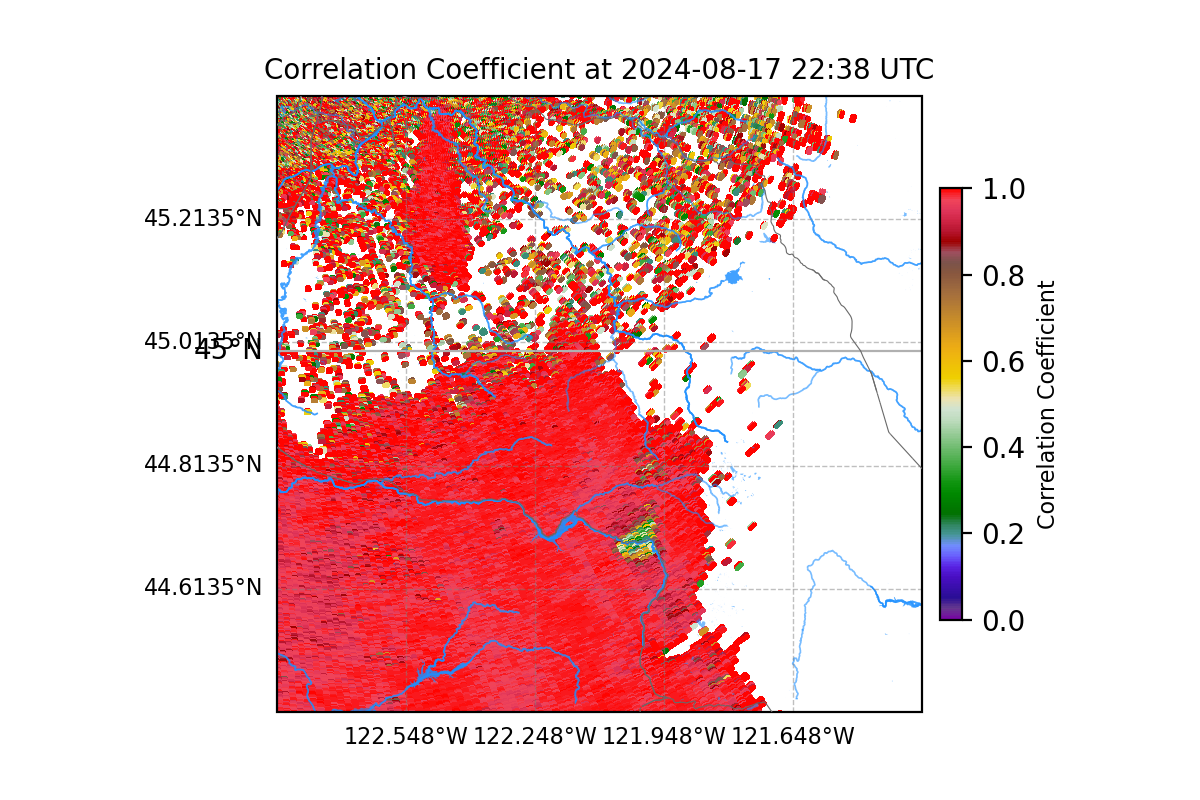 Correlation Coefficient at 2024-08-17 22:38 UTC
45.2135°N
45.0135°N
45°N
44.8135°N
44.6135°N
122.548°W 122.248°W 121.948°W 121.648°W
1.0
0.8
0.6
0.4
0.2
0.0
Correlation Coefficient